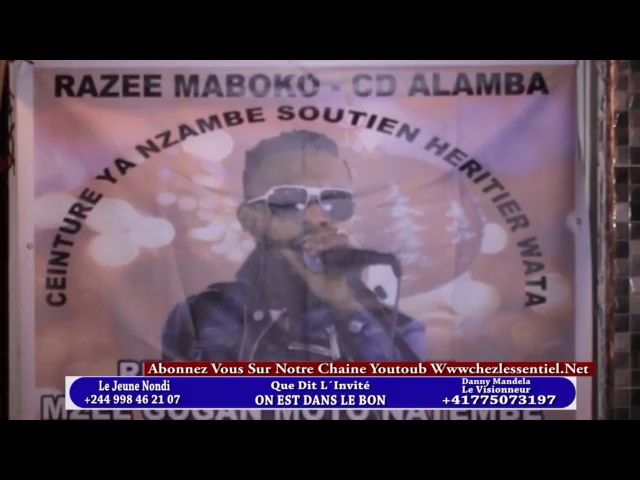 RAZEE MABOKO - CD ALAMBA
CEINTURE YA NZAMBE SOUTIEN HERITIER WATA
Abonnez Vous Sur Notre Chaine Youtoub Wwwchezlessentiel.Net
Le Jeune Nondi
+244 998 46 21 07
Que Dit L´Invité
ON EST DANS LE BON
Danny Mandela
Le Visionneur
+41775073197